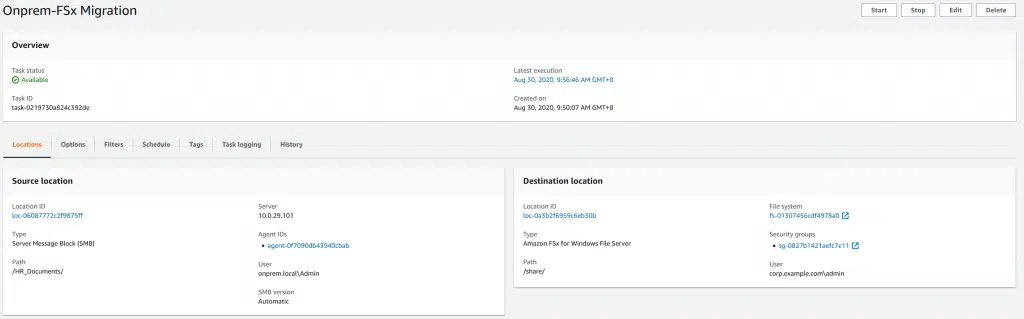 Onprem-FSx Migration
Start
Stop
Edit
Delete
Overview
Task status
Available
Latest execution
Aug 30, 2020, 9:56:46 AM GMT+8
Task ID
task-0219730a824c392de
Created on
Aug 30, 2020, 9:50:07 AM GMT+8
Locations
Options
Filters
Schedule
Tags
Task logging
History
Source location
Location ID
loc-06087772c2f9875ff
Server
10.0.29.101
Type
Server Message Block (SMB)
Agent IDs
• agent-0f7090db43940cbab
Path
/HR_Documents/
User
onprem.local\Admin
SMB version
Automatic
Destination location
Location ID
loc-0a3b2f6959c6eb30b
File system
fs-01307456cdf4978a0
Type
Amazon FSx for Windows File Server
Security groups
• sg-0827b1421aefc7e11
Path
/share/
User
corp.example.com\admin